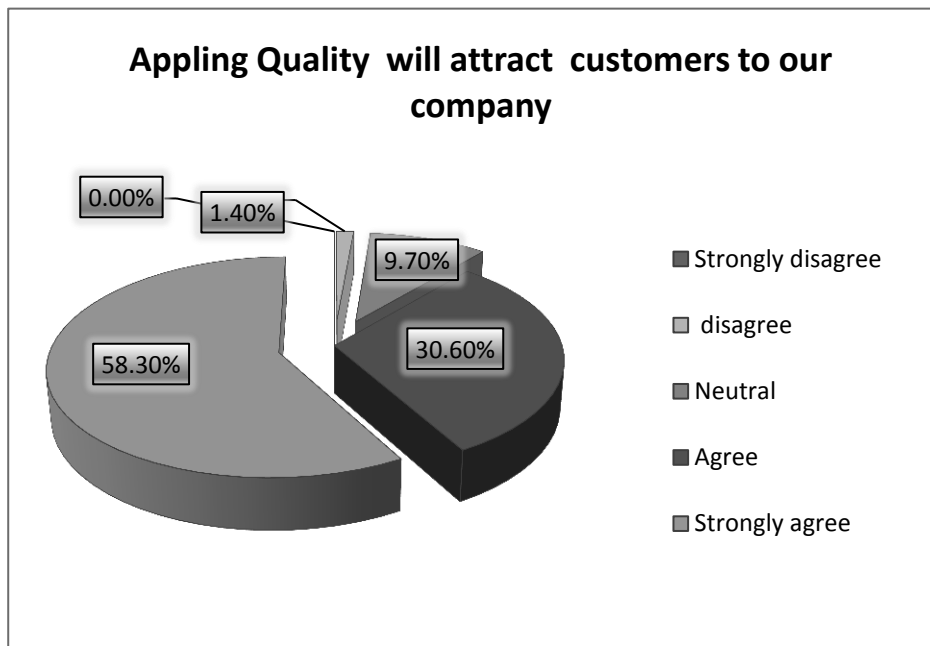 Appling Quality  will attract  customers to our
company
0.00%
1.40%
9.70%
30.60%
58.30%
Strongly disagree
disagree
Neutral
Agree
Strongly agree